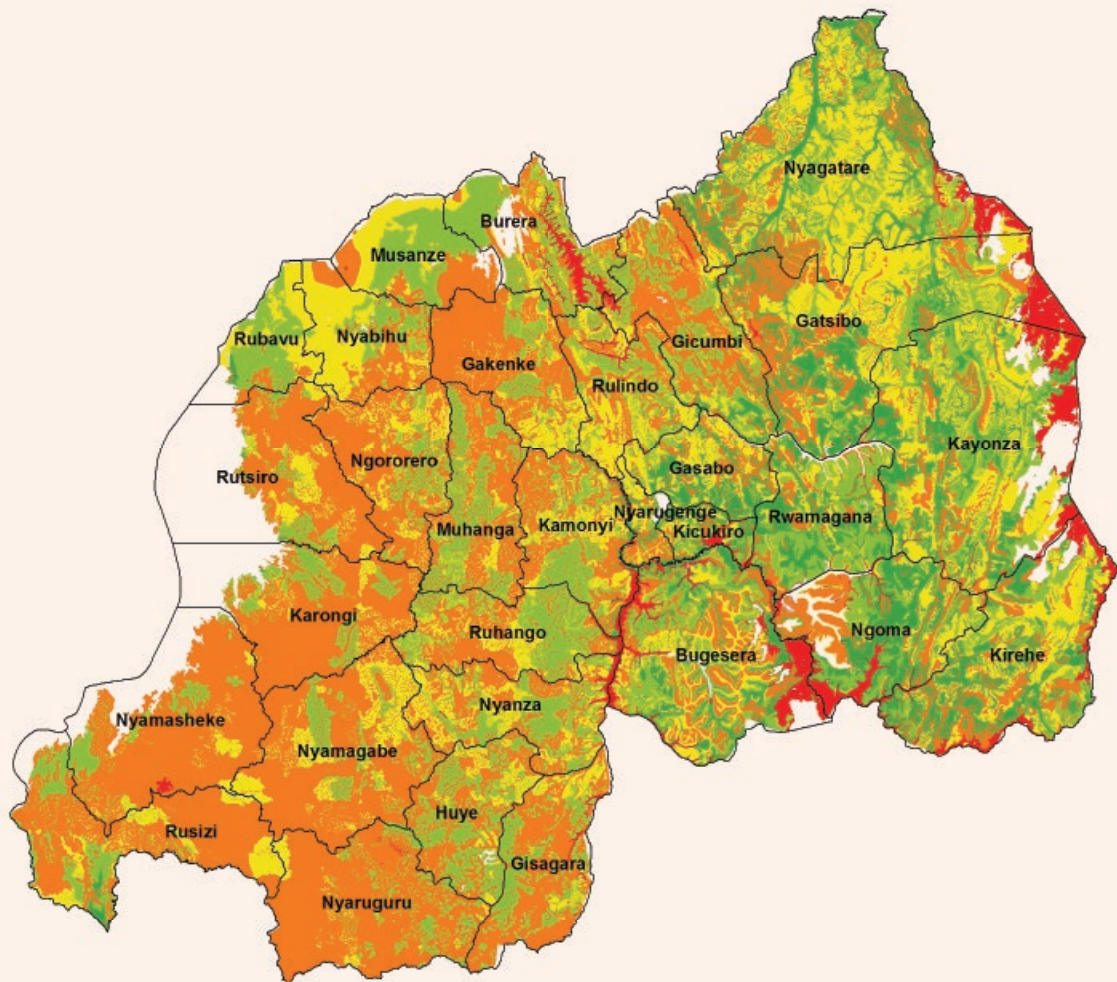 Nyagatare
Burera
Musanze
Gatsibo
Rubavu
Nyabihu
Gicumbi
Gakenke
Rulindo
Kayonza
Ngororero
Gasabo
Rutsiro
Nyarugenge
Rwamagana
Muhanga
Kamonyi
Kicukiro
Karongi
Ruhango
Ngoma
Bugesera
Kirehe
Nyanza
Nyamasheke
Nyamagabe
Huye
Rusizi
Gisagara
Nyaruguru